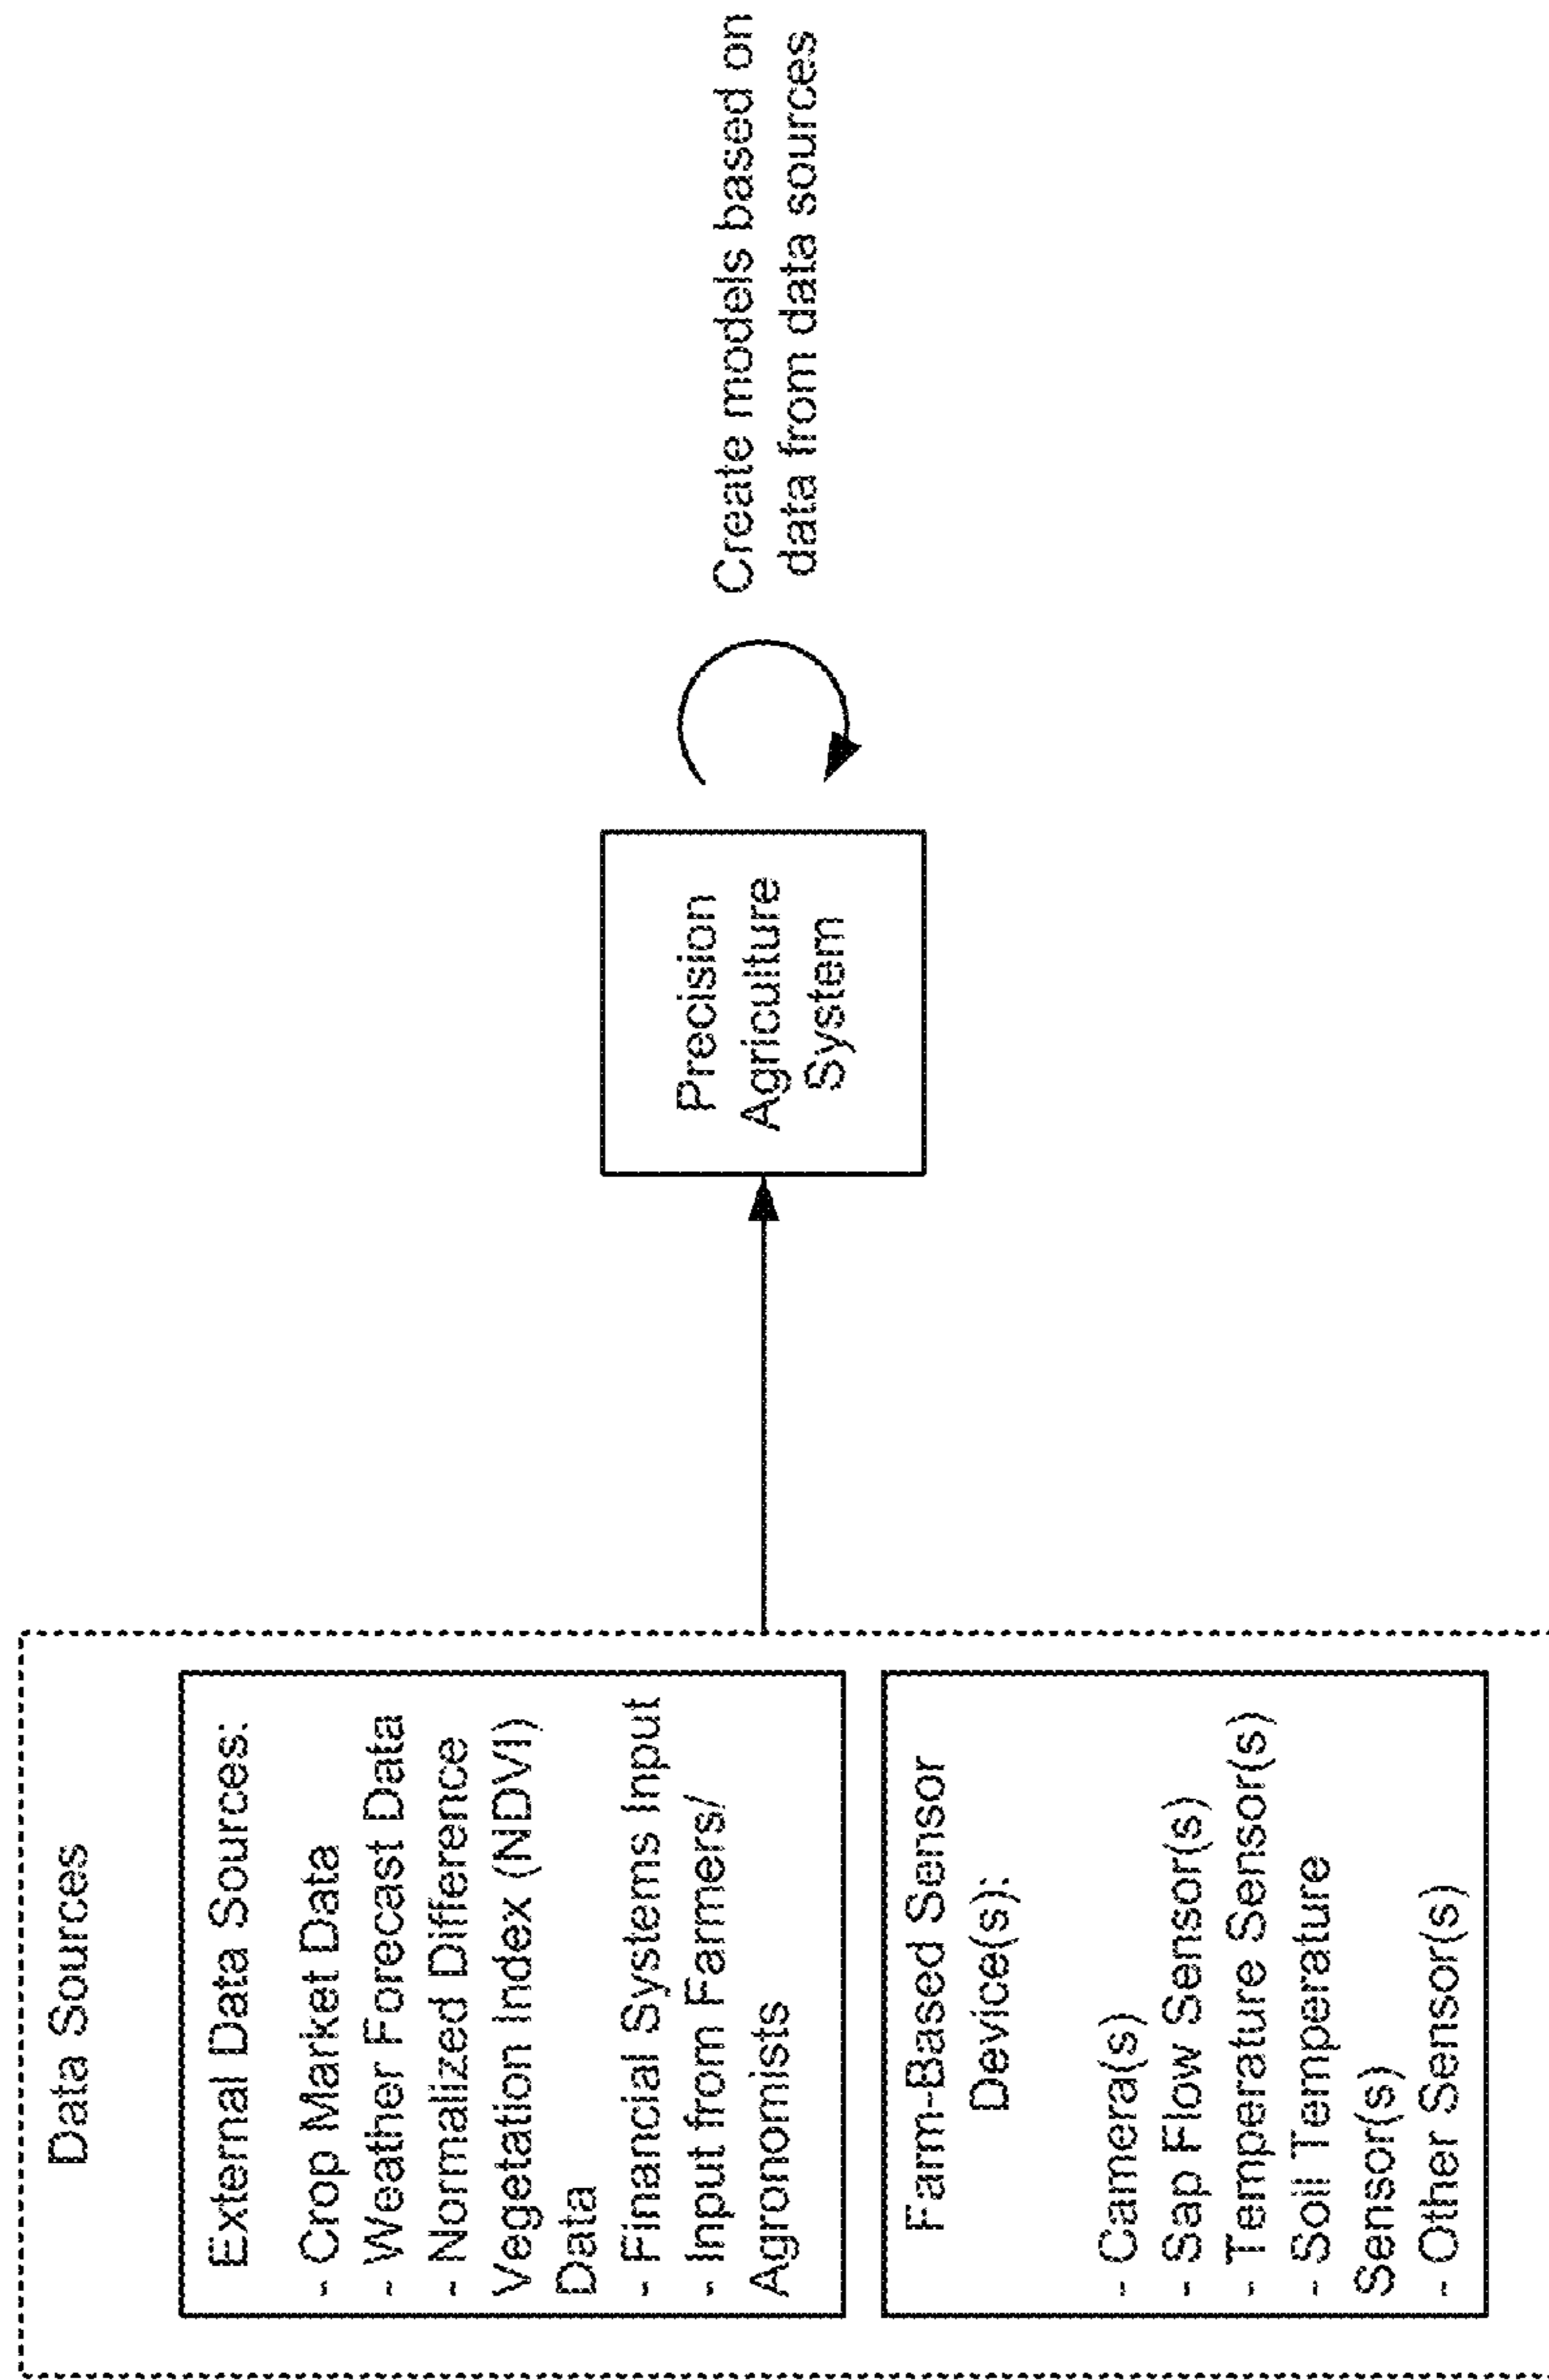 Data Sources
External Data Sources:
- Crop Market Data
- Weather Forecast Data
- Normalized Difference
Vegetation Index (NDVI)
Data
- Financial Systems Input
- Input from Farmers/
Agronomists
Farm-Based Sensor
Device(s):
- Camera(s)
- Sap Flow Sensor(s)
- Temperature Sensor(s)
- Soil Temperature
Sensor(s)
- Other Sensor(s)
Precision
Agriculture
System
Create models based on
data from data sources